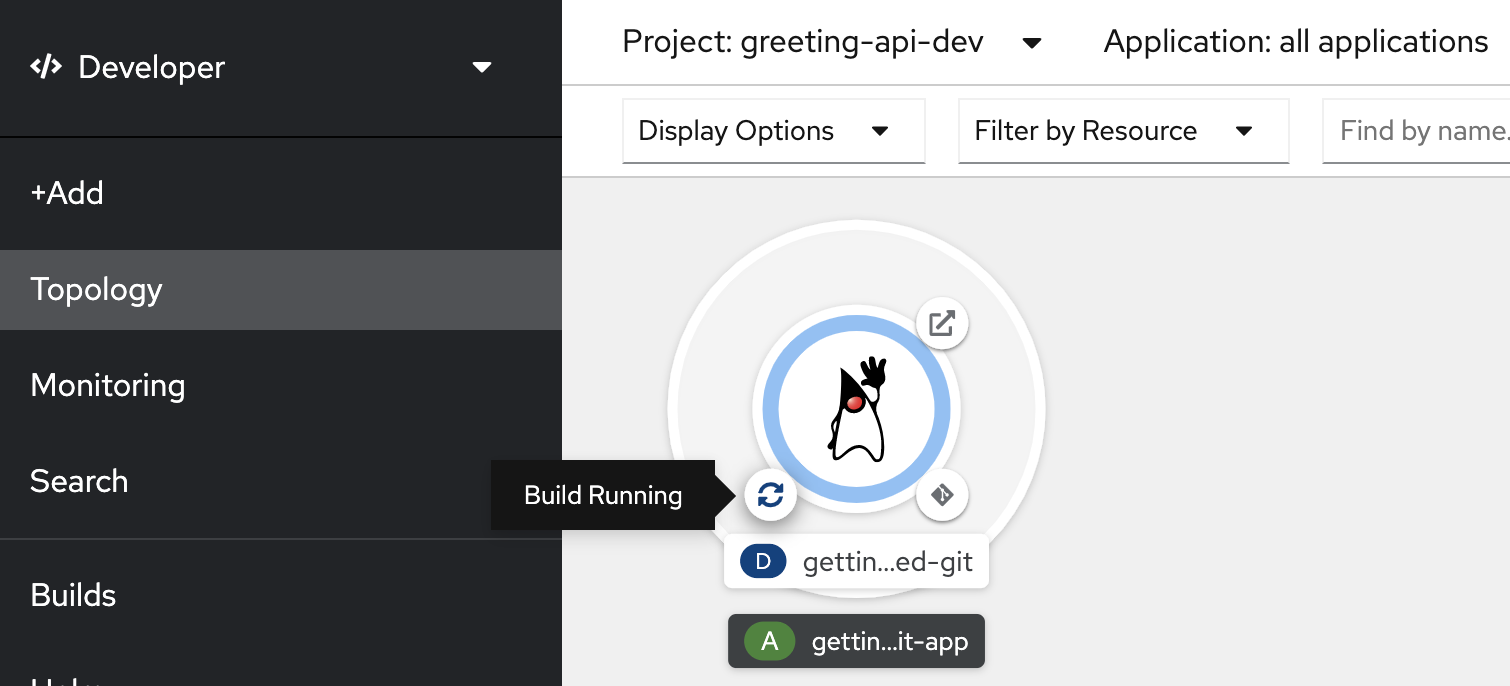 Developer
+Add
Topology
Monitoring
Search
Builds
Project: greeting-api-dev
Application: all applications
Display Options
Filter by Resource
Find by name.
Build Running
D gettin...ed-git
A gettin...it-app